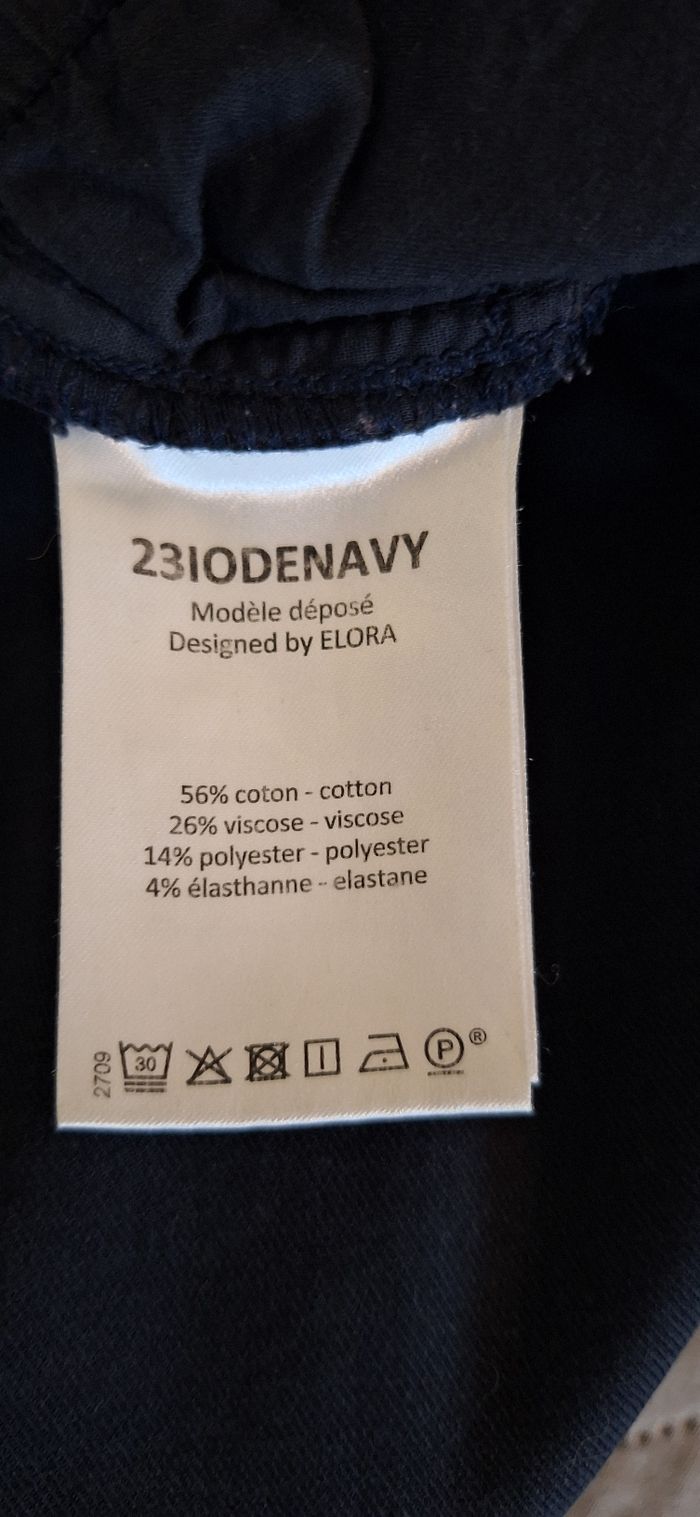 23IODENAVY
Modèle déposé
Designed by ELORA
56% coton - cotton
26% viscose - viscose
14% polyester - polyester
4% élasthanne - elastane
2709
30
P ®